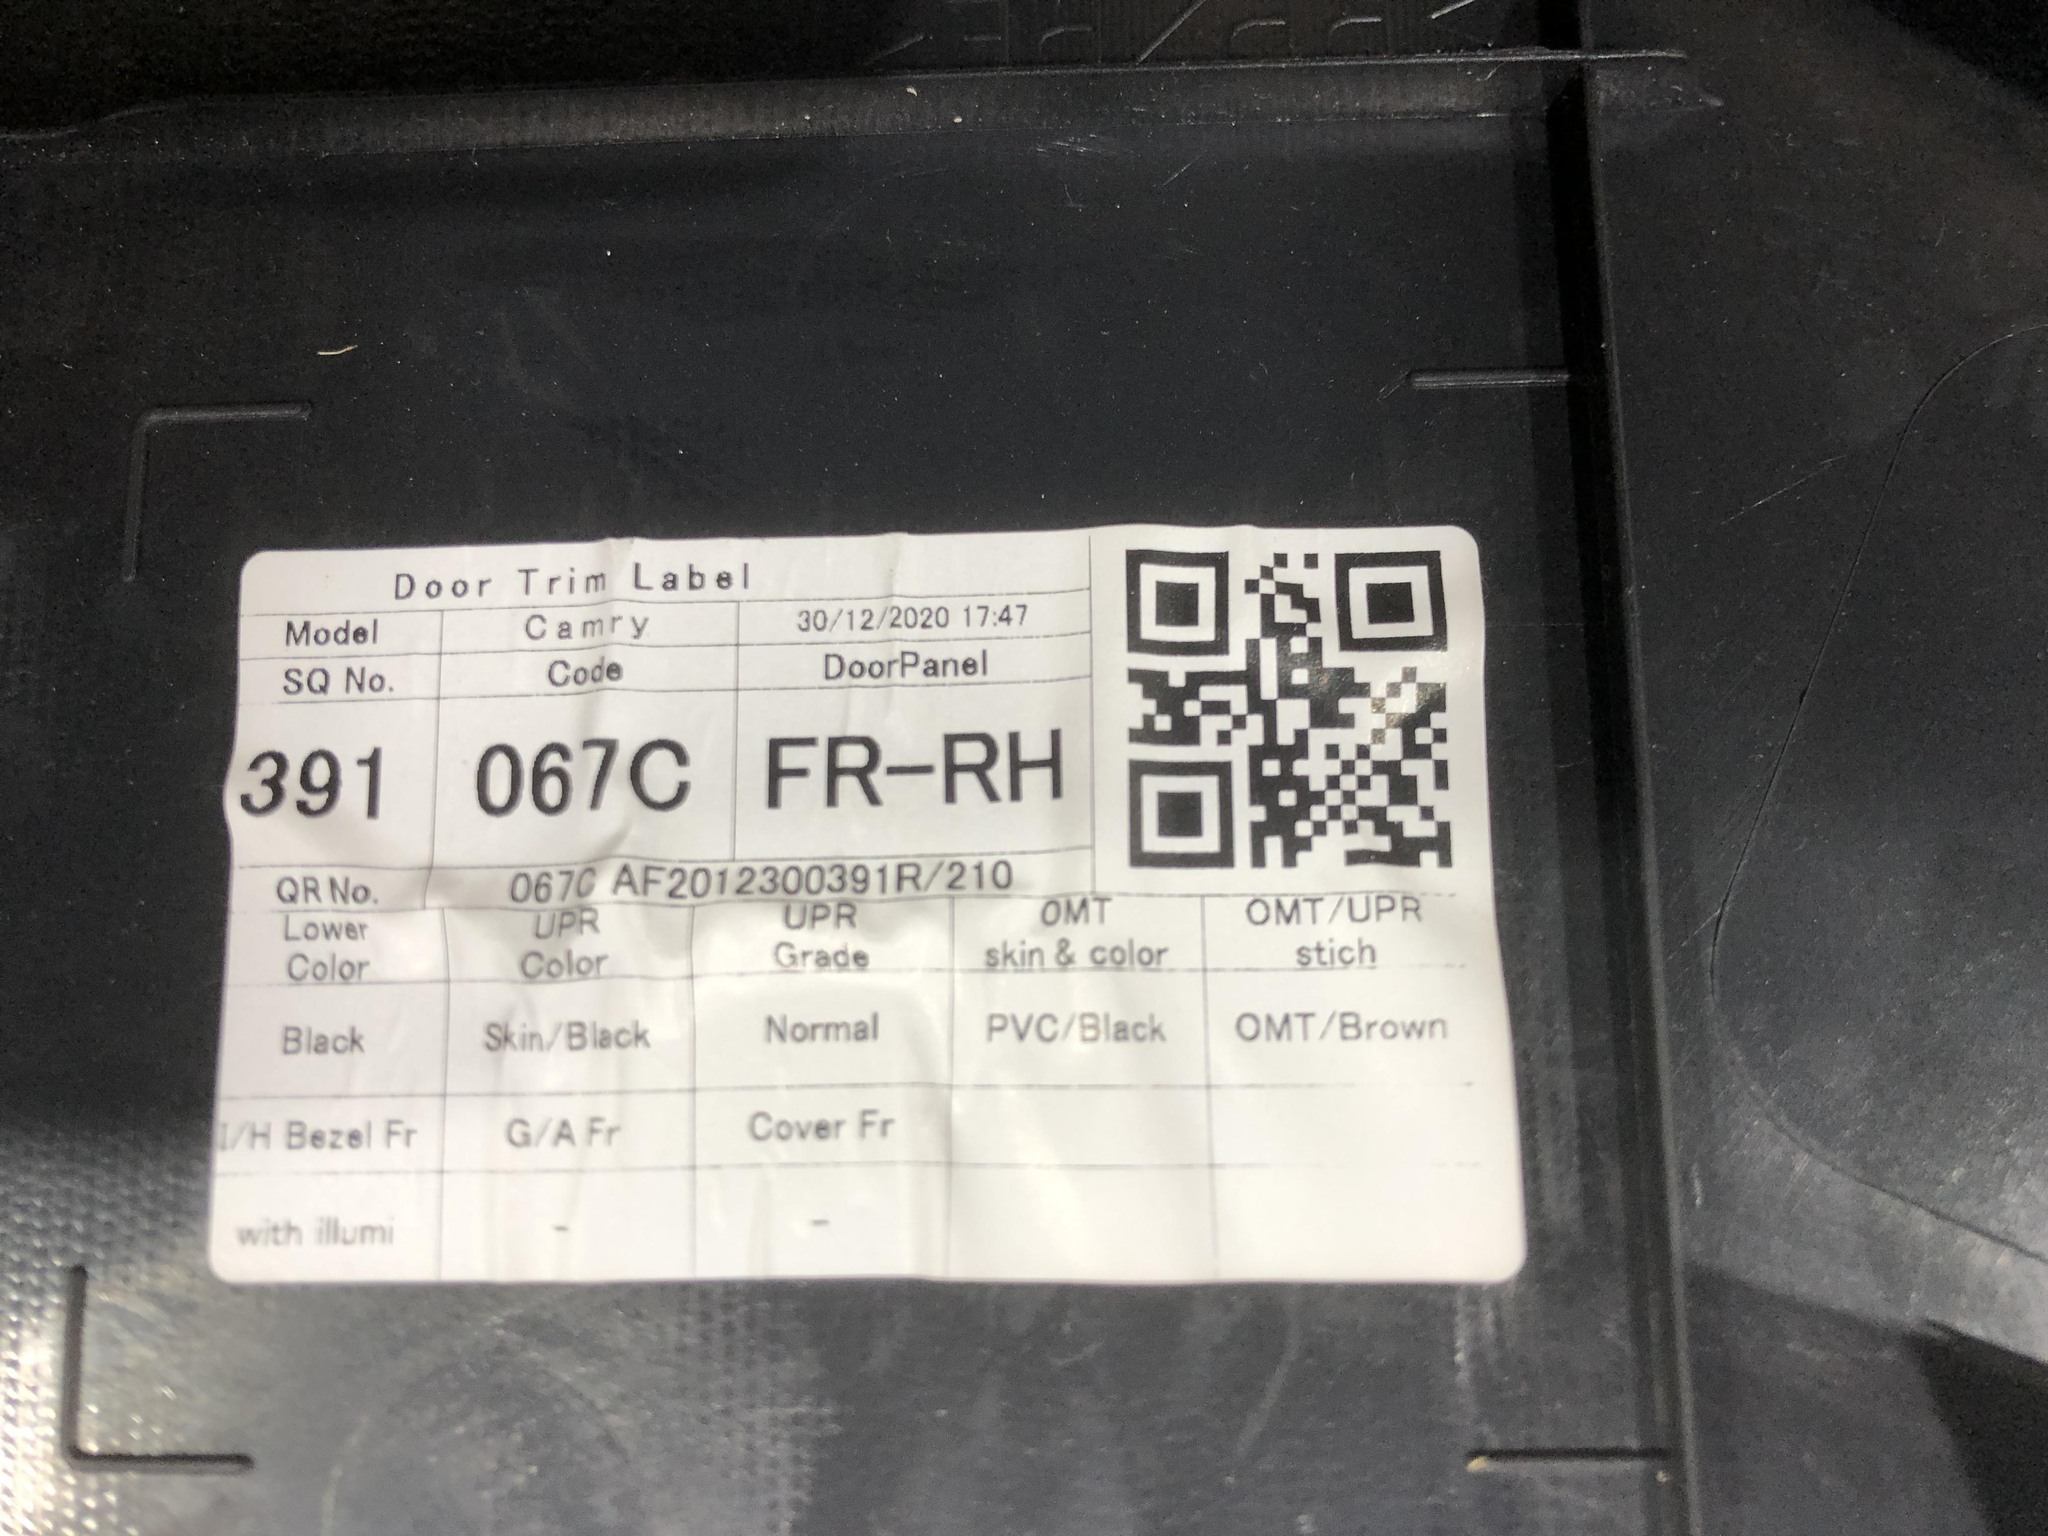 Door Trim Label
Model Camry 30/12/2020 17:47
SQ No. Code DoorPanel
391 067C FR-RH
QR No. 067C AF2012300391R/210
Lower Color UPR Color UPR Grade OMT skin & color OMT/UPR stich
Black Skin/Black Normal PVC/Black OMT/Brown
I/H Bezel Fr G/A Fr Cover Fr
with illumi - -